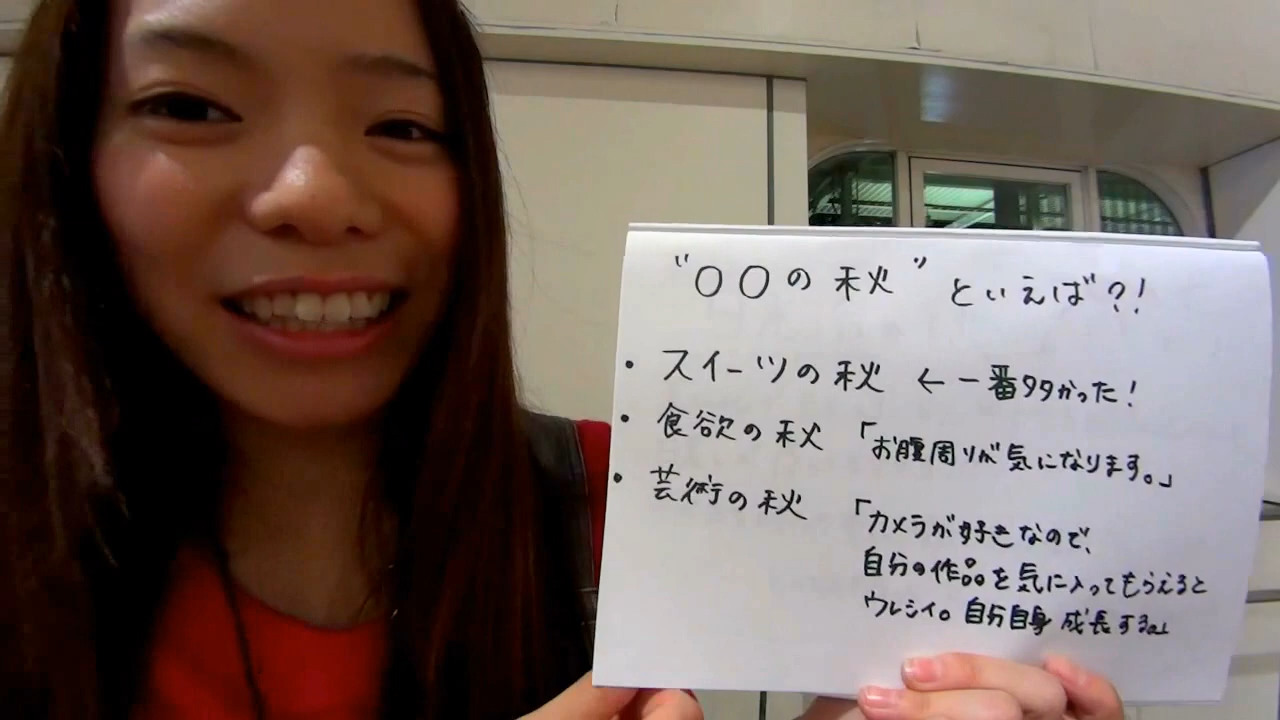 "〇〇の秋"といえば?!
・スイーツの秋 ← 一番多かった!
・食欲の秋 「お腹周りが気になります。」
・芸術の秋 「カメラが好きなので、
自分の作品を気に入ってもらえると
ウレシイ。自分自身成長する。」